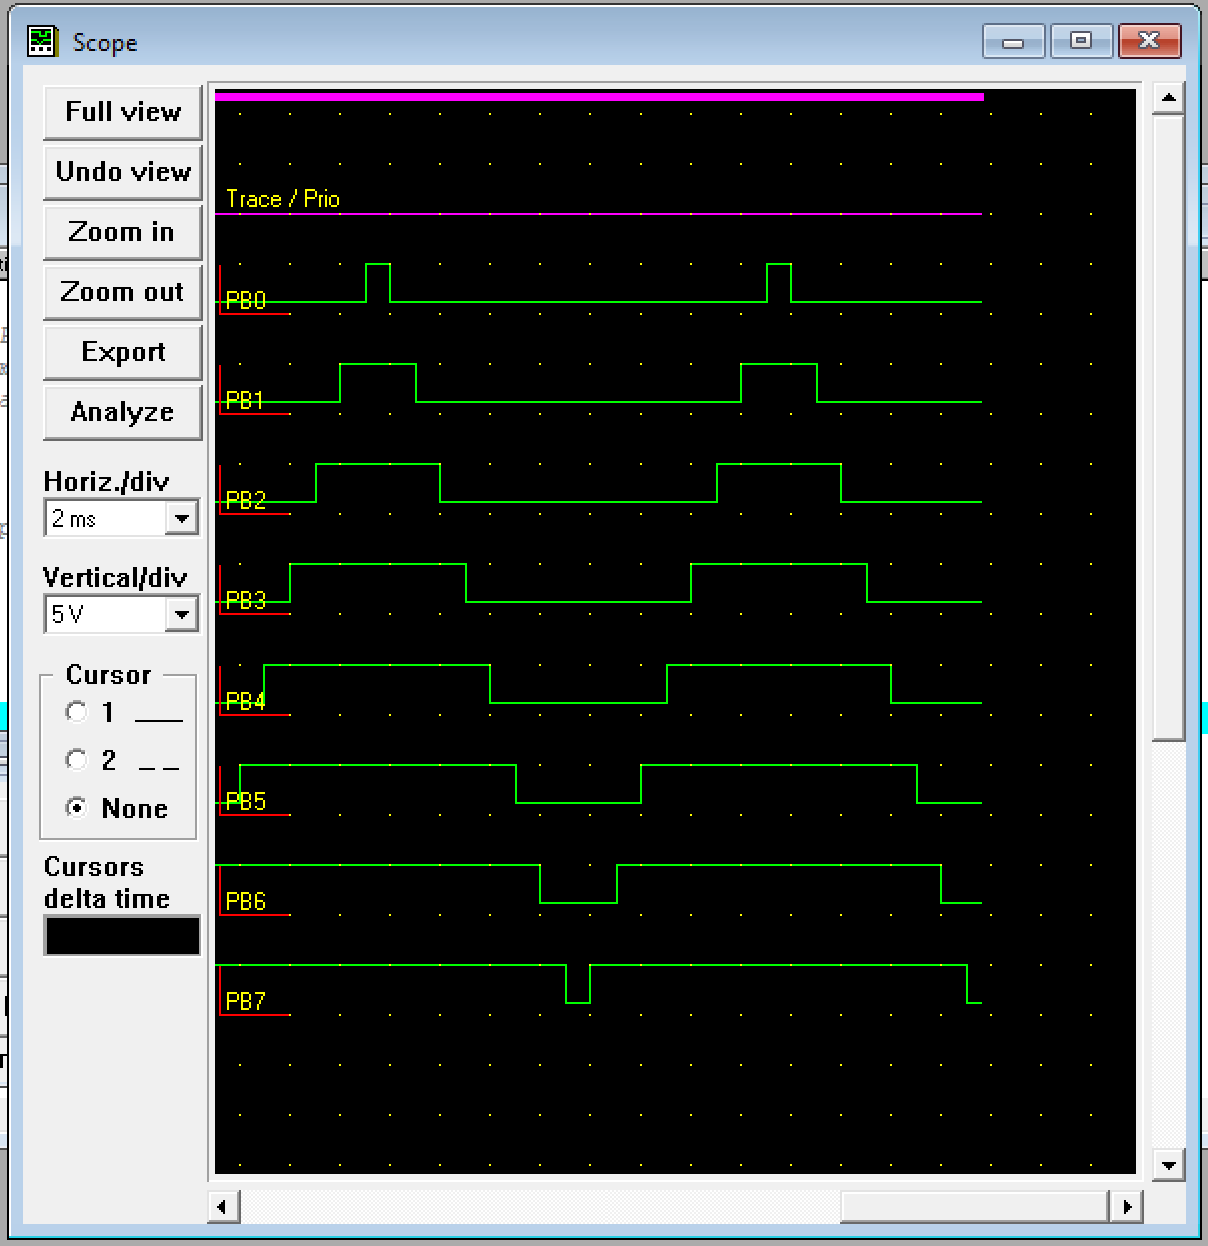 Scope
Full view
Undo view
Zoom in
Zoom out
Export
Analyze
Horiz./div
2 ms
Vertical/div
5 V
Cursor
1
2
None
Cursors
delta time
Trace / Prio
PB0
PB1
PB2
PB3
PB4
PB5
PB6
PB7